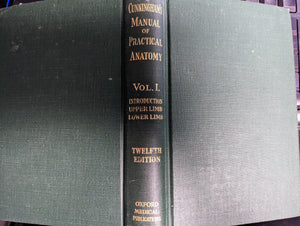 CUNNINGHAM'S
MANUAL
OF
PRACTICAL
ANATOMY
VOL. I.
INTRODUCTION
UPPER LIMB
LOWER LIMB
TWELFTH
EDITION
OXFORD
MEDICAL
PUBLICATIONS